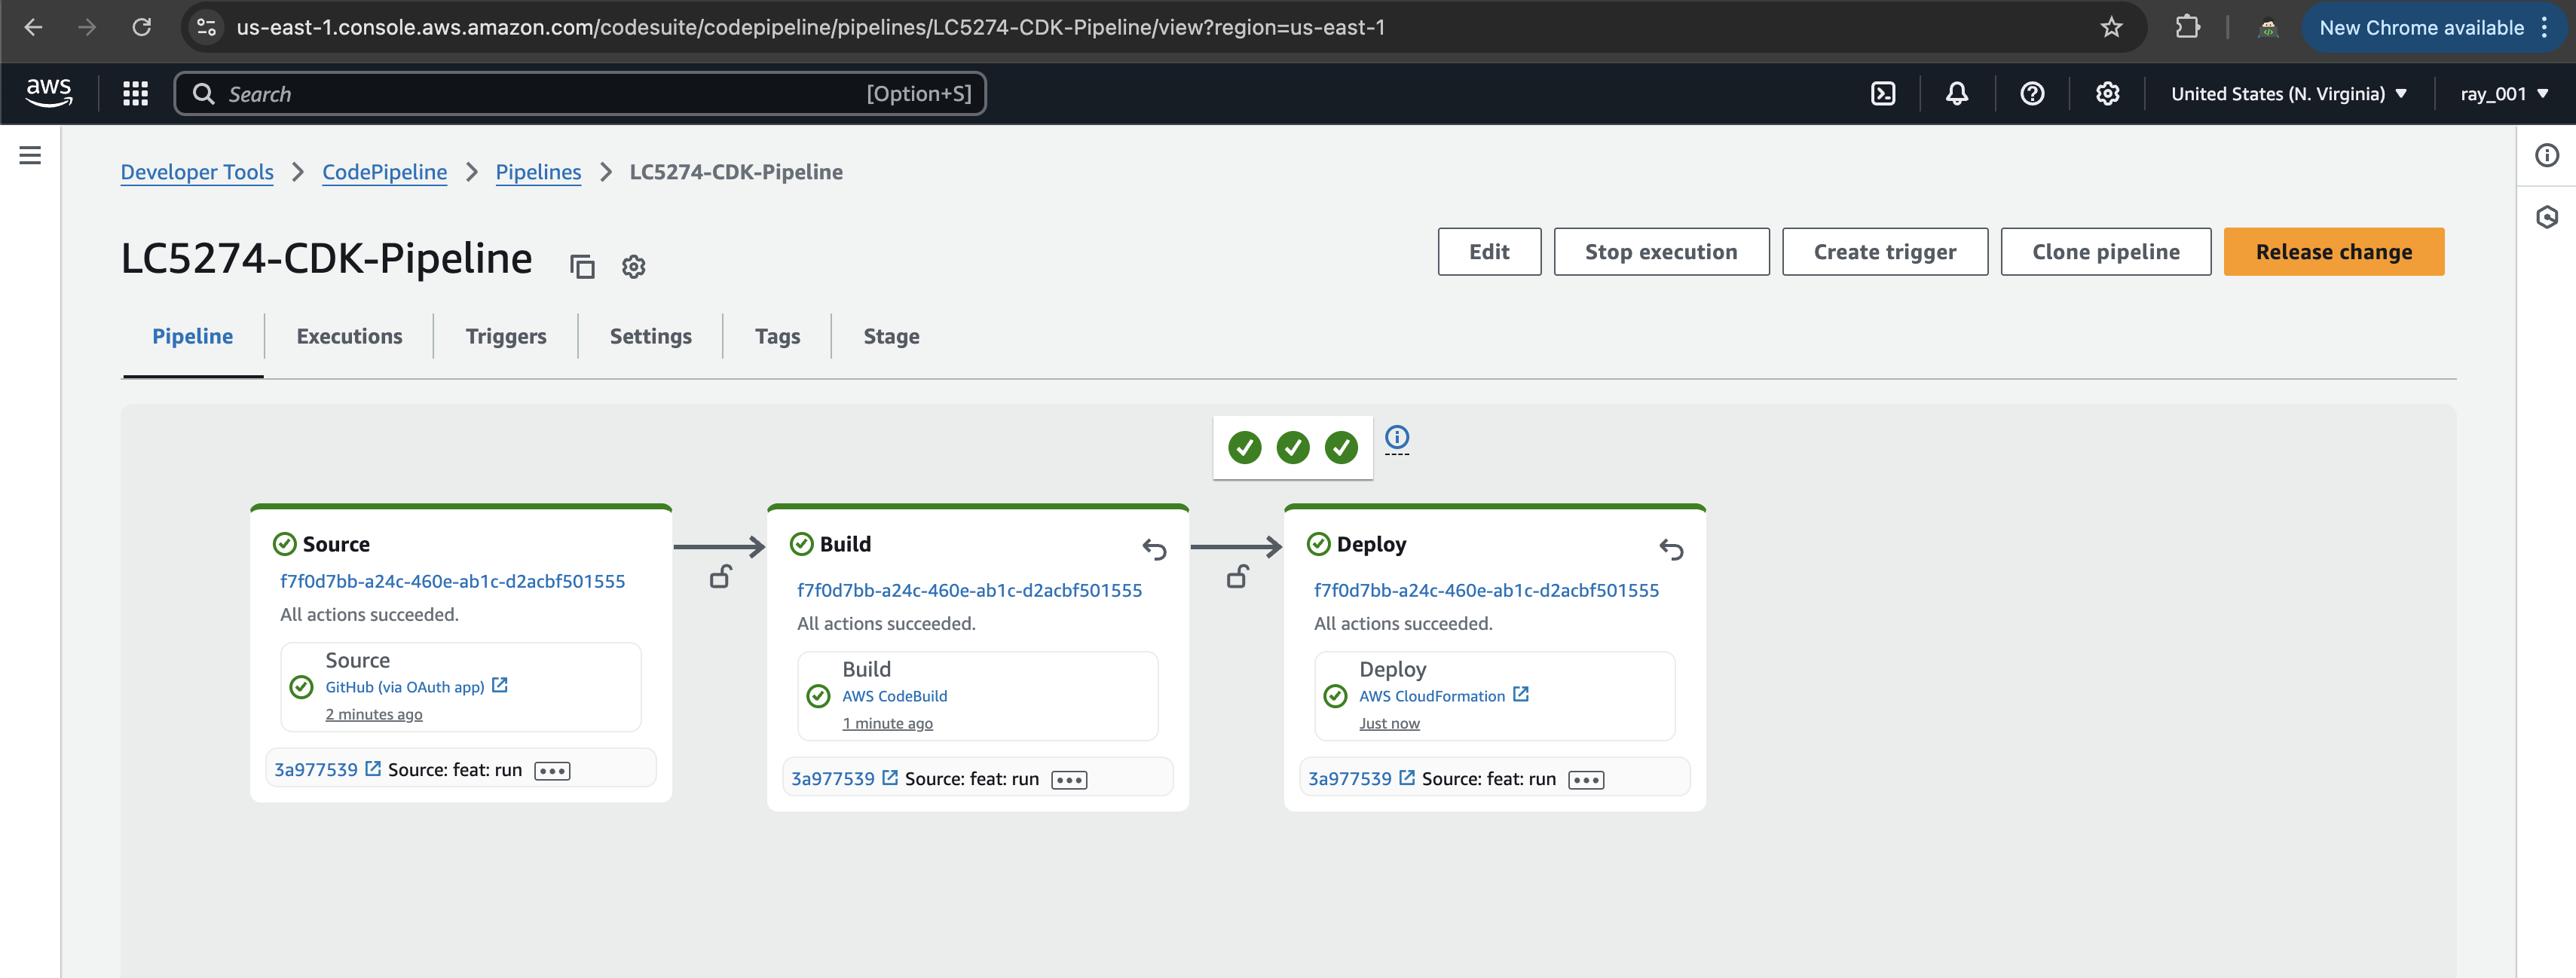 us-east-1.console.aws.amazon.com/codesuite/codepipeline/pipelines/LC5274-CDK-Pipeline/view?region=us-east-1
New Chrome available
aws
Search
[Option+S]
United States (N. Virginia)
ray_001
Developer Tools
CodePipeline
Pipelines
LC5274-CDK-Pipeline
LC5274-CDK-Pipeline
Edit
Stop execution
Create trigger
Clone pipeline
Release change
Pipeline
Executions
Triggers
Settings
Tags
Stage
Source
f7f0d7bb-a24c-460e-ab1c-d2acbf501555
All actions succeeded.
Source
GitHub (via OAuth app)
2 minutes ago
3a977539 Source: feat: run
Build
f7f0d7bb-a24c-460e-ab1c-d2acbf501555
All actions succeeded.
Build
AWS CodeBuild
1 minute ago
3a977539 Source: feat: run
Deploy
f7f0d7bb-a24c-460e-ab1c-d2acbf501555
All actions succeeded.
Deploy
AWS CloudFormation
Just now
3a977539 Source: feat: run